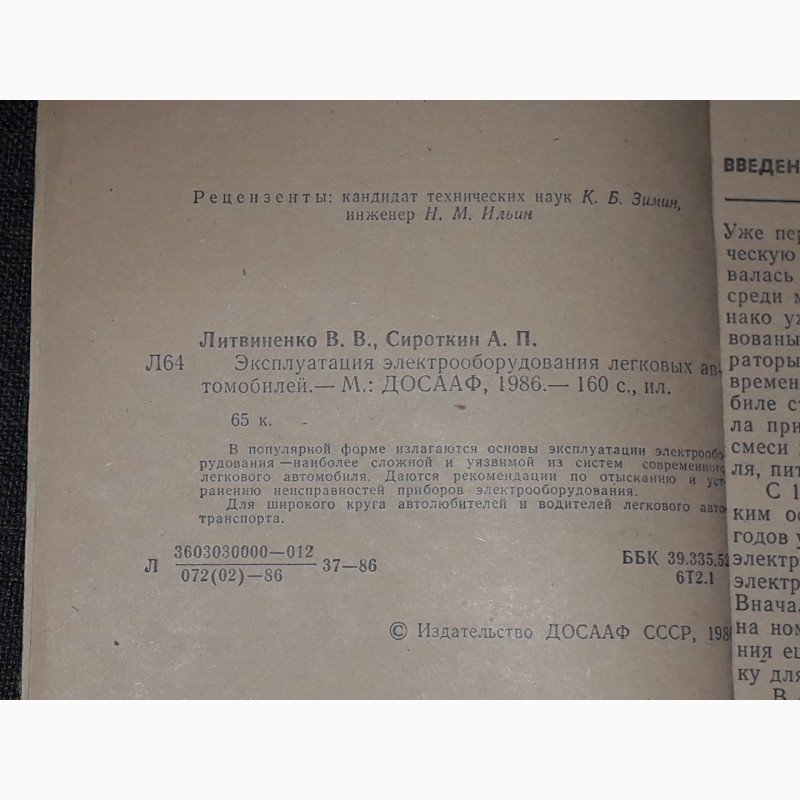 Рецензенты: кандидат технических наук К. Б. Зимин,
инженер Н. М. Ильин
Литвиненко В. В., Сироткин А. П.
Л64 Эксплуатация электрооборудования легковых ав-
томобилей.— М.: ДОСААФ, 1986.— 160 с., ил.
65 к.
В популярной форме излагаются основы эксплуатации электрообо
рудования —наиболее сложной и уязвимой из систем современного
легкового автомобиля. Даются рекомендации по отысканию и уст
ранению неисправностей приборов электрооборудования.
Для широкого круга автолюбителей и водителей легкового авто
транспорта.
Л 3603030000—012 37—86
072(02)—86
ББК 39.335.52
6Т2.1
© Издательство ДОСААФ СССР, 198
ВВЕДЕН
Уже пер
ческую
валась
среди м
нако уж
вованы
раторы
времен
биле ст
ла при
смеси
ля, пит
С 1
ким ос
годов у
электр
электр
Вначал
на ном
ния ещ
ку для
В